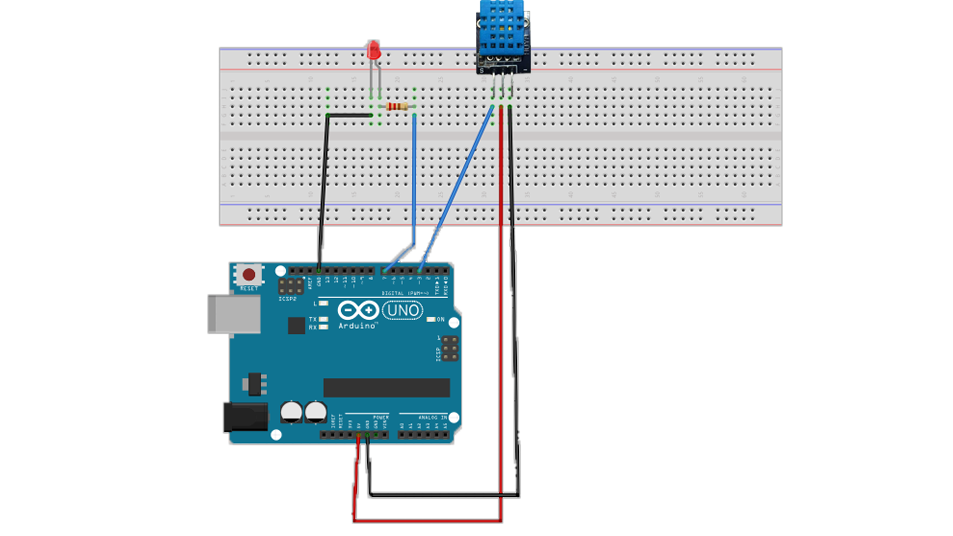 S
RESET
ICSP2
AREF
GND
13
12
~11
~10
~9
8
7
~6
~5
4
~3
2
TX→1
RX←0
DIGITAL (PWM~)
L
TX
RX
UNO
Arduino™
ON
1
ICSP
POWER
ANALOG IN
IOREF
RESET
3V3
5V
GND
GND
VIN
A0
A1
A2
A3
A4
A5